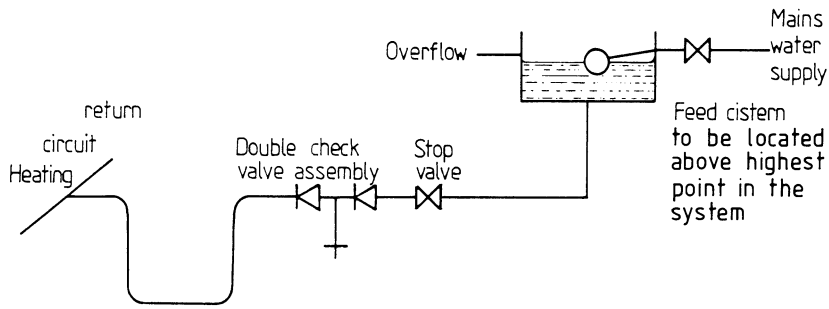 Overflow
Mains
water
supply
Feed cistern
to be located
above highest
point in the
system
return
circuit
Heating
Double check
valve assembly
Stop
valve